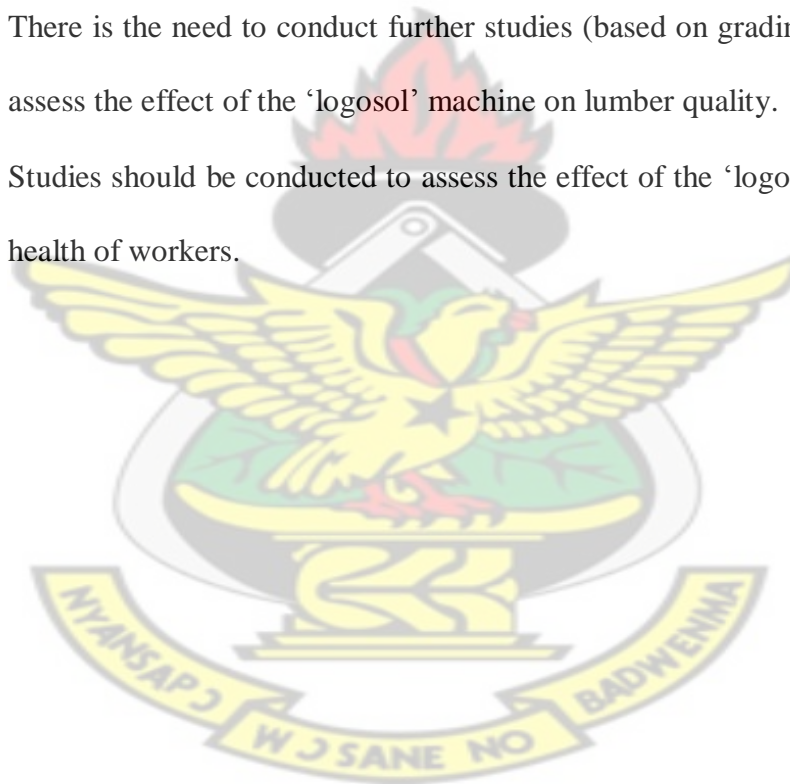 There is the need to conduct further studies (based on gradin
assess the effect of the ‘logosol’ machine on lumber quality.
Studies should be conducted to assess the effect of the ‘logo
health of workers.
NYANSAPƆ
WƆ SANE NO
BADWENMA